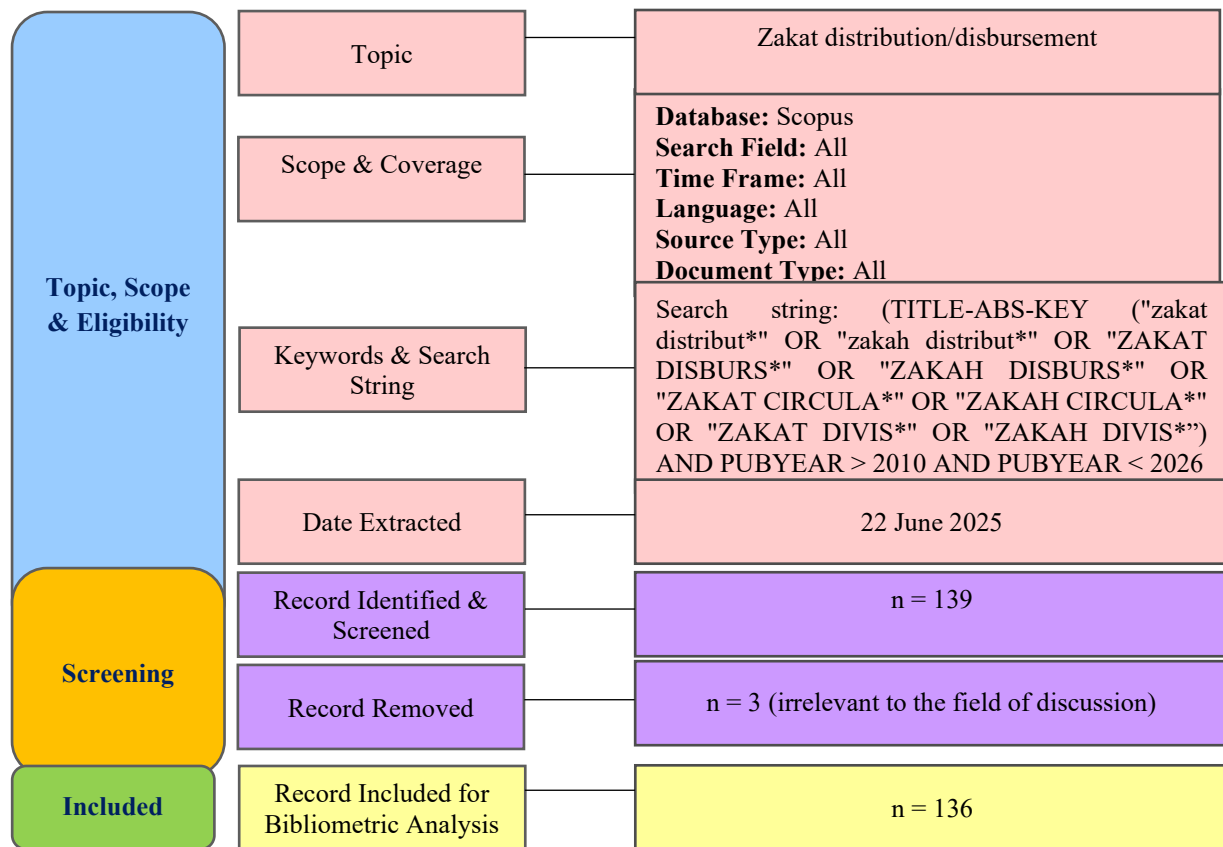 Topic, Scope
& Eligibility
Topic
Zakat distribution/disbursement
Scope & Coverage
Database: Scopus
Search Field: All
Time Frame: All
Language: All
Source Type: All
Document Type: All
Keywords & Search
String
Search string: (TITLE-ABS-KEY ("zakat
distribut*" OR "zakah distribut*" OR "ZAKAT
DISBURS*" OR "ZAKAH DISBURS*" OR
"ZAKAT CIRCULA*" OR "ZAKAH CIRCULA*"
OR "ZAKAT DIVIS*" OR "ZAKAH DIVIS*”)
AND PUBYEAR > 2010 AND PUBYEAR < 2026
Date Extracted
22 June 2025
Screening
Record Identified &
Screened
n = 139
Record Removed
n = 3 (irrelevant to the field of discussion)
Included
Record Included for
Bibliometric Analysis
n = 136